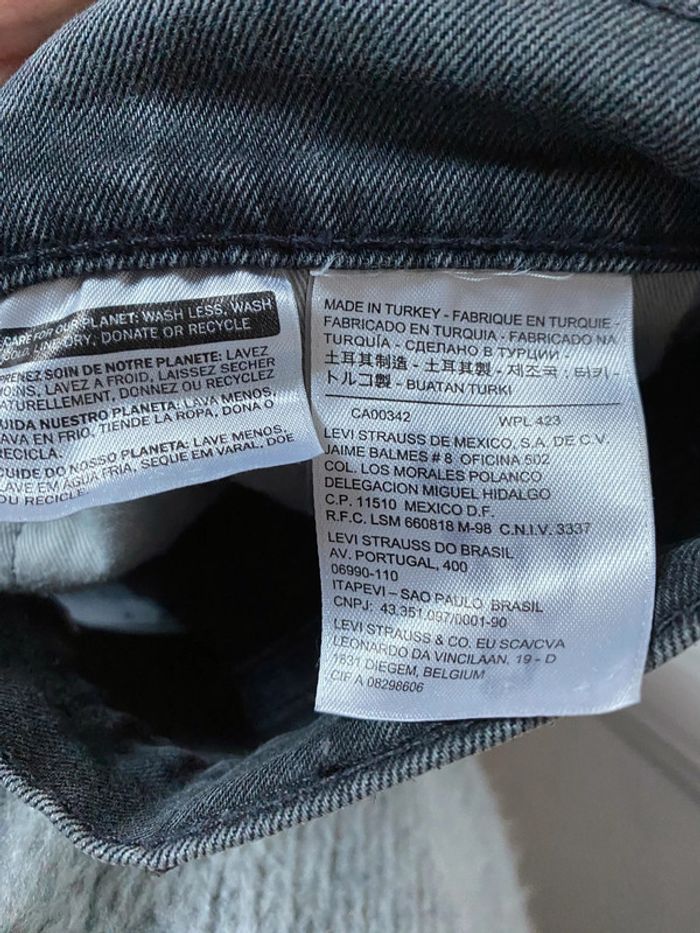 CARE FOR OUR PLANET: WASH LESS, WASH
DRY, DONATE OR RECYCLE
PRENEZ SOIN DE NOTRE PLANETE: LAVEZ
MOINS, LAVEZ A FROID, LAISSEZ SECHER
NATURELLEMENT, DONNEZ OU RECYCLEZ
CUIDA NUESTRO PLANETA: LAVA MENOS,
LAVA EN FRIO, TIENDE LA ROPA, DONA O
RECICLA.
CUIDE DO NOSSO PLANETA: LAVE MENOS,
LAVE EM AGUA FRIA, SEQUE EM VARAL, DOE
OU RECICLE
MADE IN TURKEY - FABRIQUE EN TURQUIE -
FABRICADO EN TURQUIA - FABRICADO NA
TURQUÍA - СДЕЛАНО В ТУРЦИИ -
土耳其制造 - 土耳其製 - 제조국 : 터키 -
トルコ製 - BUATAN TURKI
CA00342 WPL 423
LEVI STRAUSS DE MEXICO, S.A. DE C.V.
JAIME BALMES # 8 OFICINA 502
COL. LOS MORALES POLANCO
DELEGACION MIGUEL HIDALGO
C.P. 11510 MEXICO D.F.
R.F.C. LSM 660818 M-98 C.N.I.V. 3337
LEVI STRAUSS DO BRASIL
AV. PORTUGAL, 400
06990-110
ITAPEVI – SAO PAULO BRASIL
CNPJ: 43.351.097/0001-90
LEVI STRAUSS & CO. EU SCA/CVA
LEONARDO DA VINCILAAN, 19 - D
1831 DIEGEM, BELGIUM
CIF A 08298606